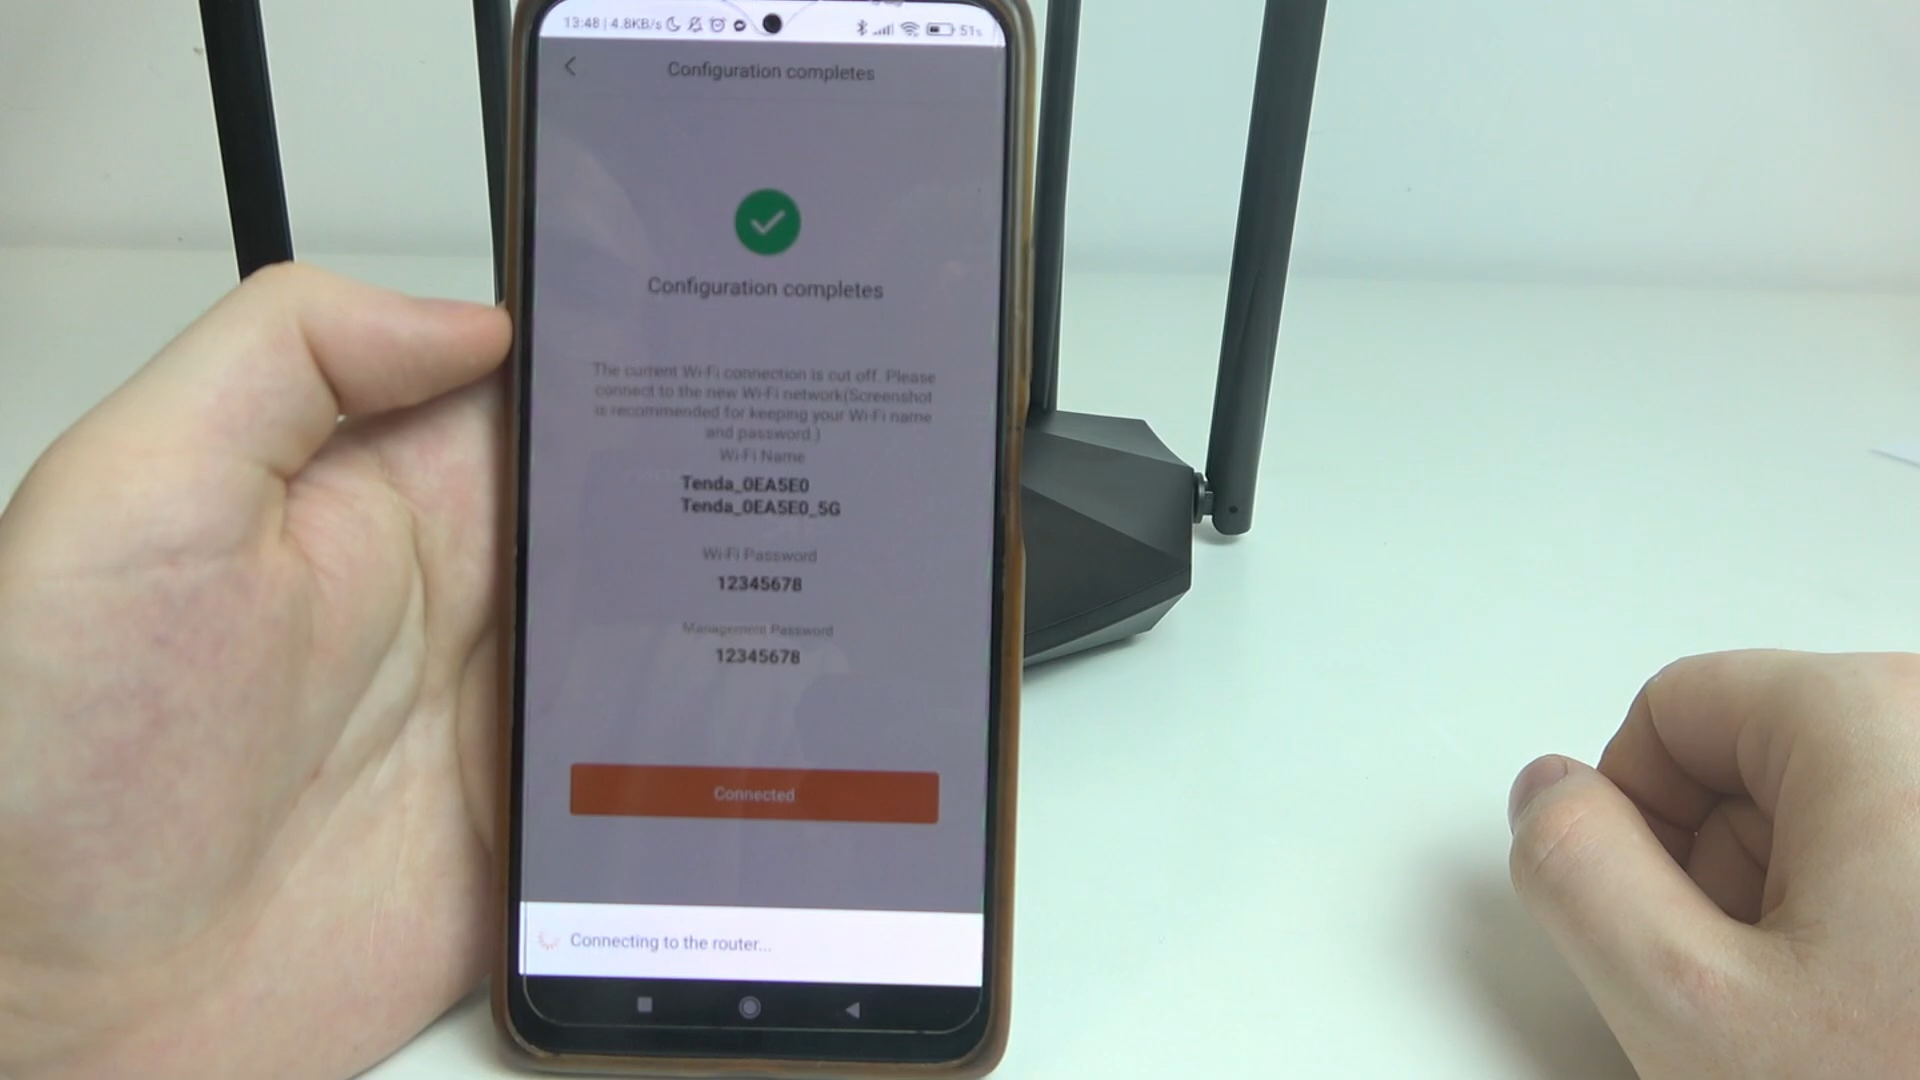 13:48 | 4.8KB/s 51
Configuration completes
Configuration completes
The current Wi-Fi connection is cut off. Please
connect to the new Wi-Fi network(Screenshot
is recommended for keeping your Wi-Fi name
and password.)
Wi-Fi Name
Tenda_0EA5E0
Tenda_0EA5E0_5G
Wi-Fi Password
12345678
Management Password
12345678
Connected
Connecting to the router...